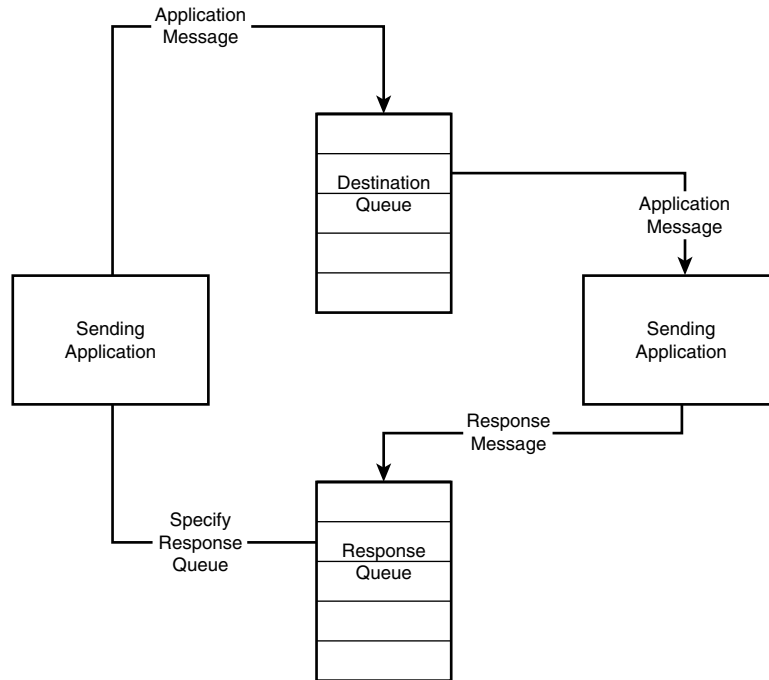 Application
Message
Destination
Queue
Application
Message
Sending
Application
Sending
Application
Response
Message
Specify
Response
Queue
Response
Queue